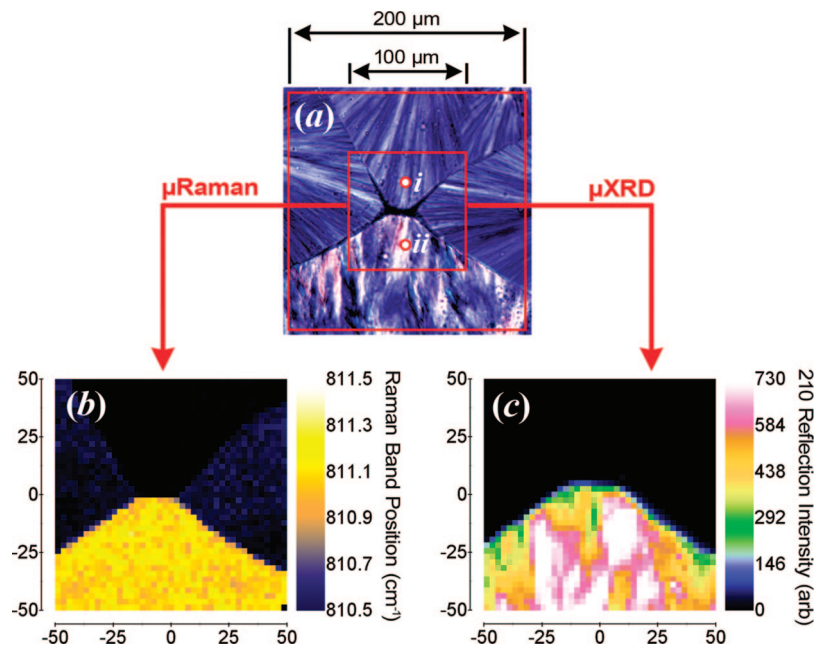 200 µm
100 µm
(a)
i
ii
µRaman
µXRD
(b)
50
25
0
-25
-50
-50
-25
0
25
50
811.5
811.3
811.1
810.9
810.7
810.5
Raman Band Position (cm⁻¹)
(c)
50
25
0
-25
-50
-50
-25
0
25
50
730
584
438
292
146
0
210 Reflection Intensity (arb)